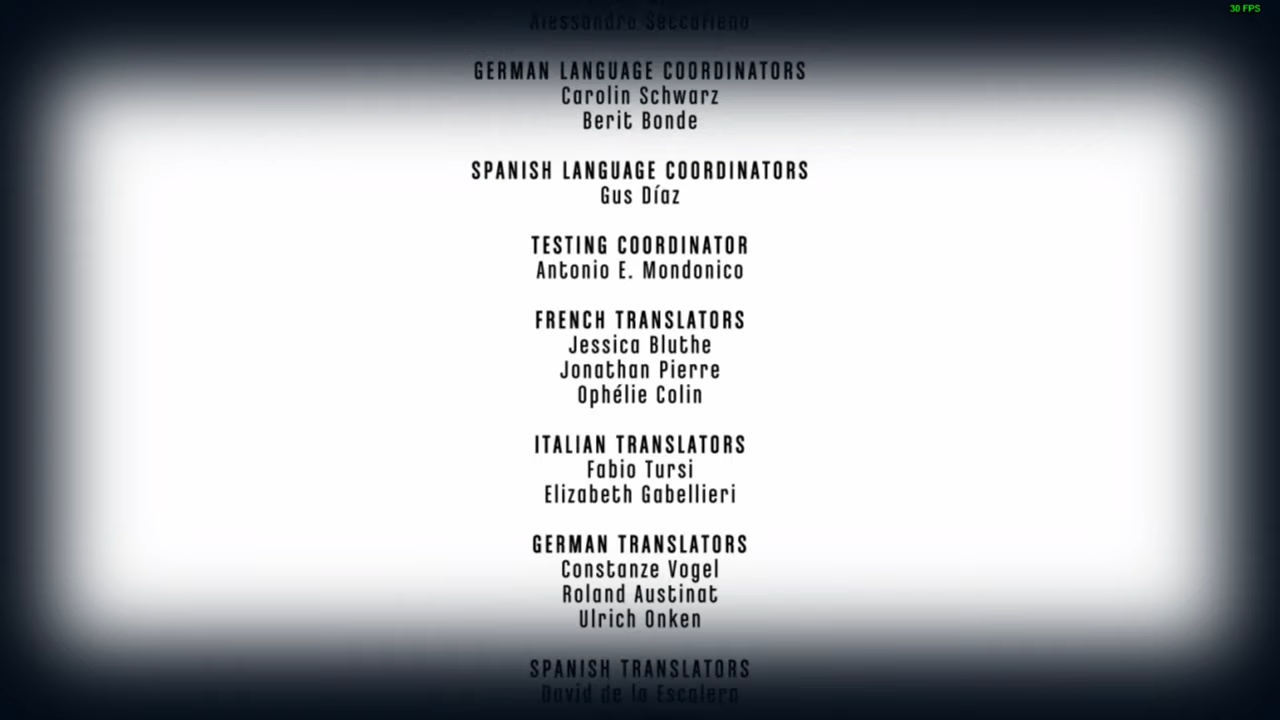 30 FPS
Alessandra Seccafieno
GERMAN LANGUAGE COORDINATORS
Carolin Schwarz
Berit Bonde
SPANISH LANGUAGE COORDINATORS
Gus Díaz
TESTING COORDINATOR
Antonio E. Mondonico
FRENCH TRANSLATORS
Jessica Bluthe
Jonathan Pierre
Ophélie Colin
ITALIAN TRANSLATORS
Fabio Tursi
Elizabeth Gabellieri
GERMAN TRANSLATORS
Constanze Vogel
Roland Austinat
Ulrich Onken
SPANISH TRANSLATORS
David de la Escalera